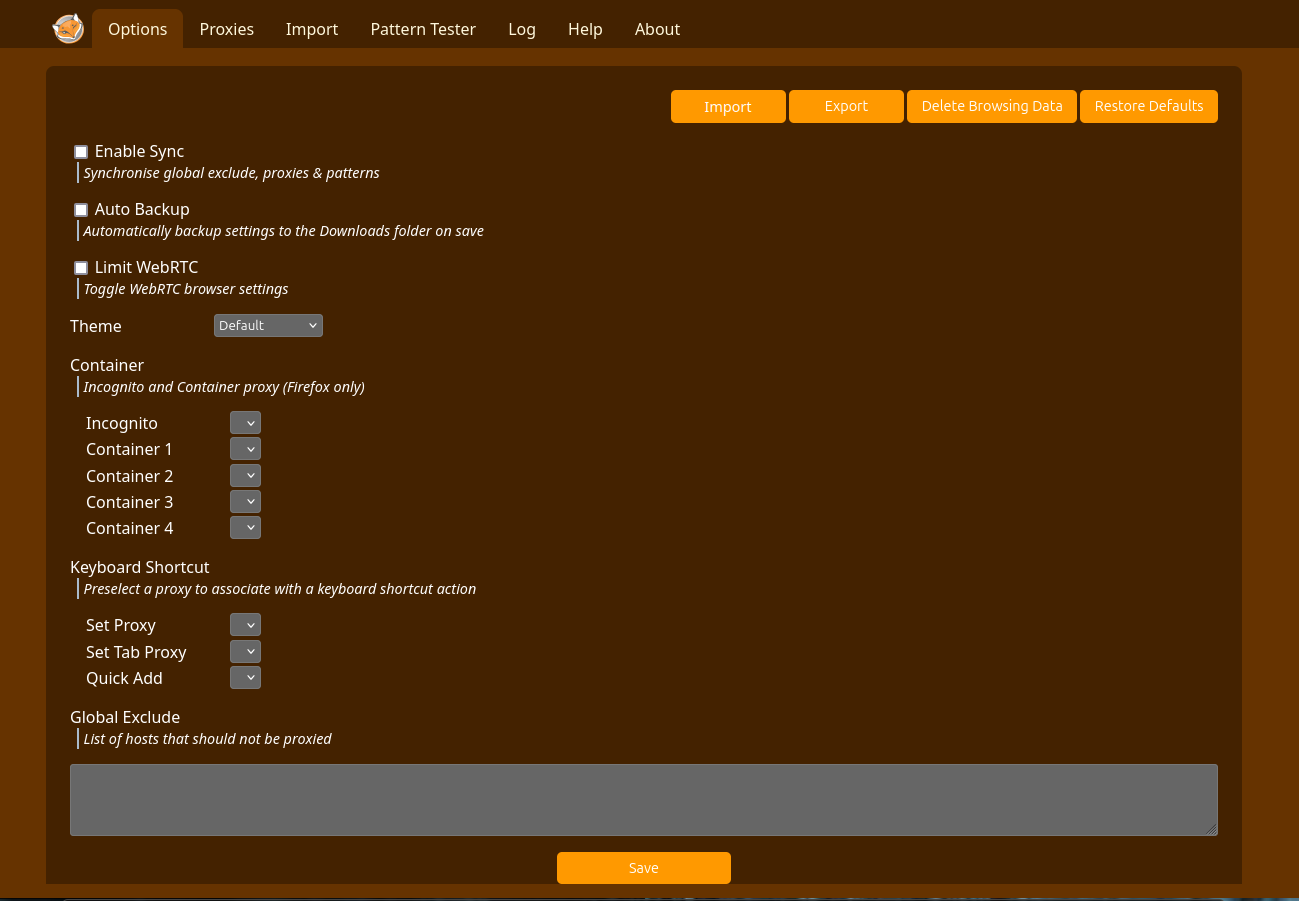 Options Proxies Import Pattern Tester Log Help About
Import Export Delete Browsing Data Restore Defaults
Enable Sync
Synchronise global exclude, proxies & patterns
Auto Backup
Automatically backup settings to the Downloads folder on save
Limit WebRTC
Toggle WebRTC browser settings
Theme Default
Container
Incognito and Container proxy (Firefox only)
Incognito
Container 1
Container 2
Container 3
Container 4
Keyboard Shortcut
Preselect a proxy to associate with a keyboard shortcut action
Set Proxy
Set Tab Proxy
Quick Add
Global Exclude
List of hosts that should not be proxied
Save